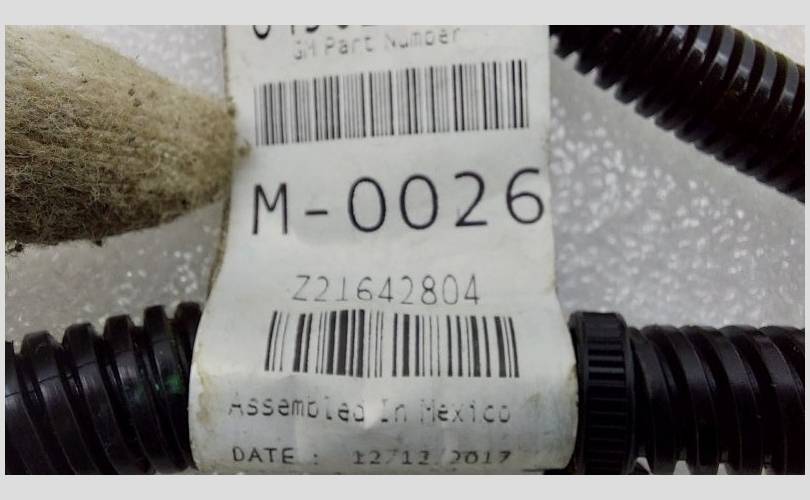 GM Part Number
M-0026
Z21642804
Assembled In Mexico
DATE : 12/12/2017